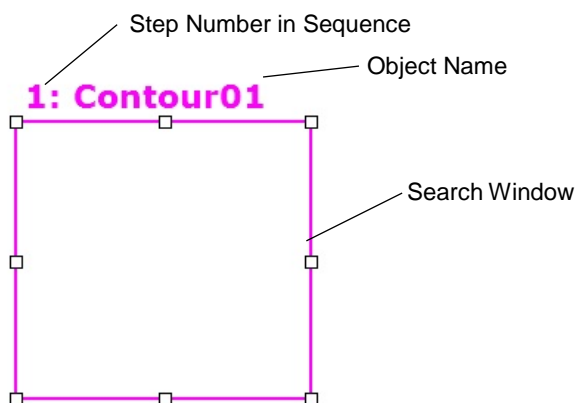 Step Number in Sequence
Object Name
1: Contour01
Search Window